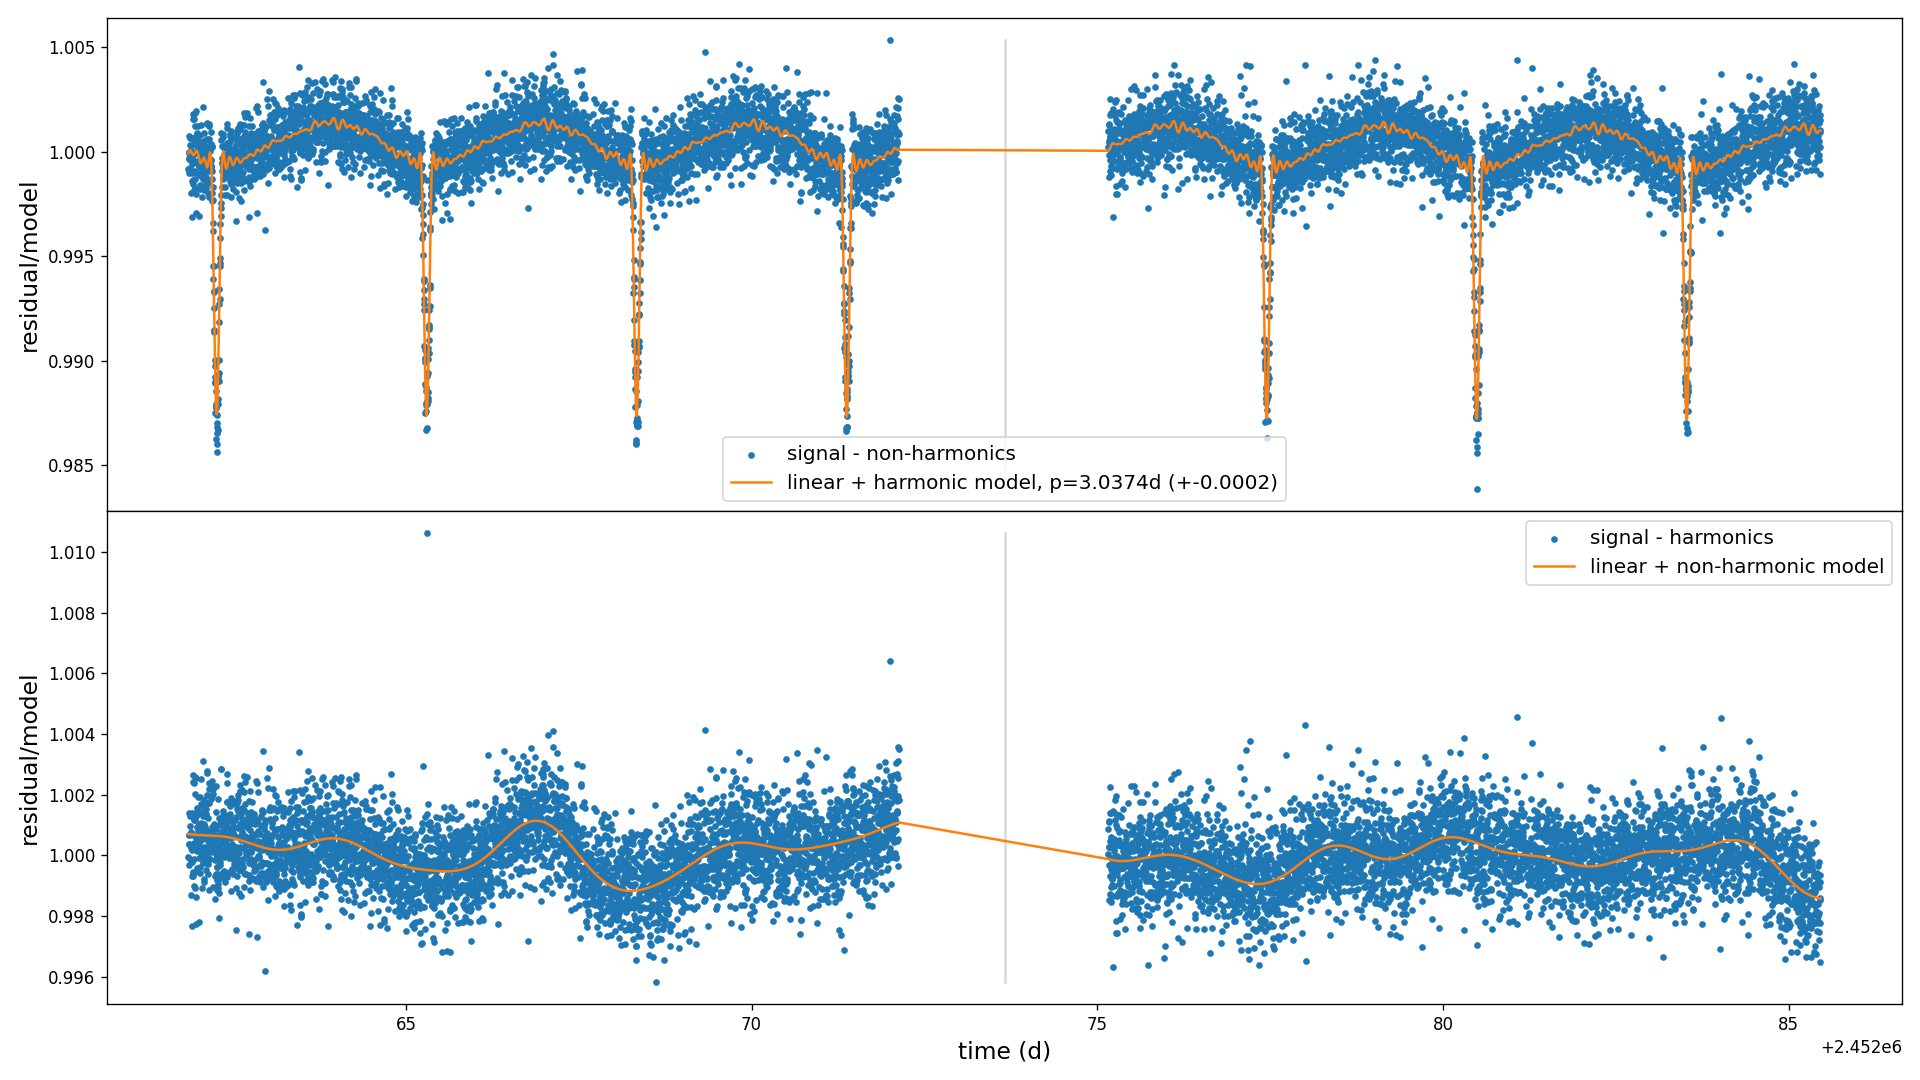 1.005
1.000
0.995
0.990
0.985
residual/model
signal - non-harmonics
linear + harmonic model, p=3.0374d (+-0.0002)
1.010
1.008
1.006
1.004
1.002
1.000
0.998
0.996
residual/model
signal - harmonics
linear + non-harmonic model
65 70 75 80 85
time (d)
+2.452e6